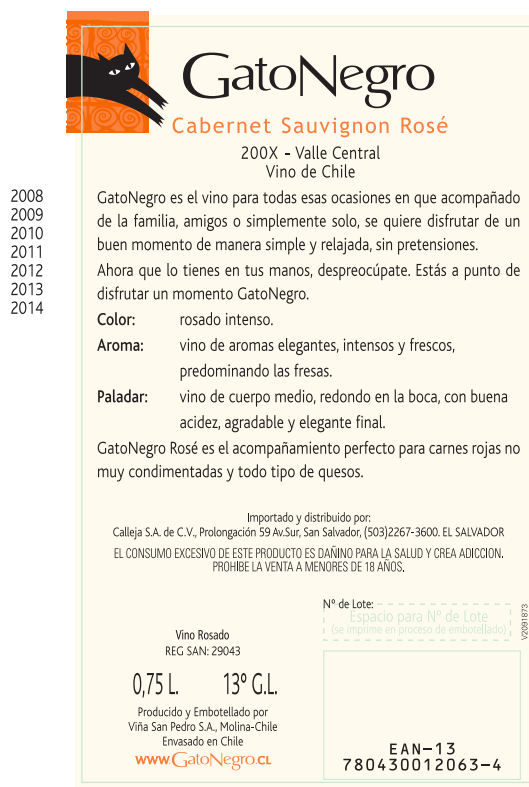 GatoNegro
Cabernet Sauvignon Rosé
200X - Valle Central
Vino de Chile
2008
2009
2010
2011
2012
2013
2014
GatoNegro es el vino para todas esas ocasiones en que acompañado
de la familia, amigos o simplemente solo, se quiere disfrutar de un
buen momento de manera simple y relajada, sin pretensiones.
Ahora que lo tienes en tus manos, despreocúpate. Estás a punto de
disfrutar un momento GatoNegro.
Color: rosado intenso.
Aroma: vino de aromas elegantes, intensos y frescos,
predominando las fresas.
Paladar: vino de cuerpo medio, redondo en la boca, con buena
acidez, agradable y elegante final.
GatoNegro Rosé es el acompañamiento perfecto para carnes rojas no
muy condimentadas y todo tipo de quesos.
Importado y distribuido por:
Calleja S.A. de C.V., Prolongación 59 Av.Sur, San Salvador, (503)2267-3600. EL SALVADOR
EL CONSUMO EXCESIVO DE ESTE PRODUCTO ES DAÑINO PARA LA SALUD Y CREA ADICCION.
PROHIBE LA VENTA A MENORES DE 18 AÑOS.
Nº de Lote:
Espacio para Nº de Lote
(se imprime en proceso de embotellado)
V2091873
Vino Rosado
REG SAN: 29043
0,75 L. 13º G.L.
Producido y Embotellado por
Viña San Pedro S.A., Molina-Chile
Envasado en Chile
www.GatoNegro.CL
EAN-13
780430012063-4